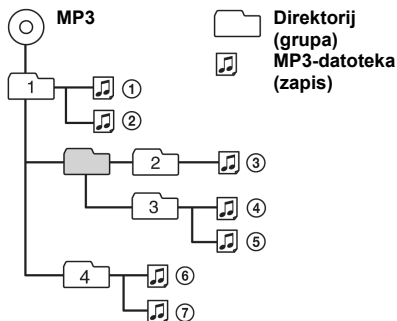 MP3
Direktorij
(grupa)
MP3-datoteka
(zapis)
1
①
②
2
③
3
④
⑤
4
⑥
⑦